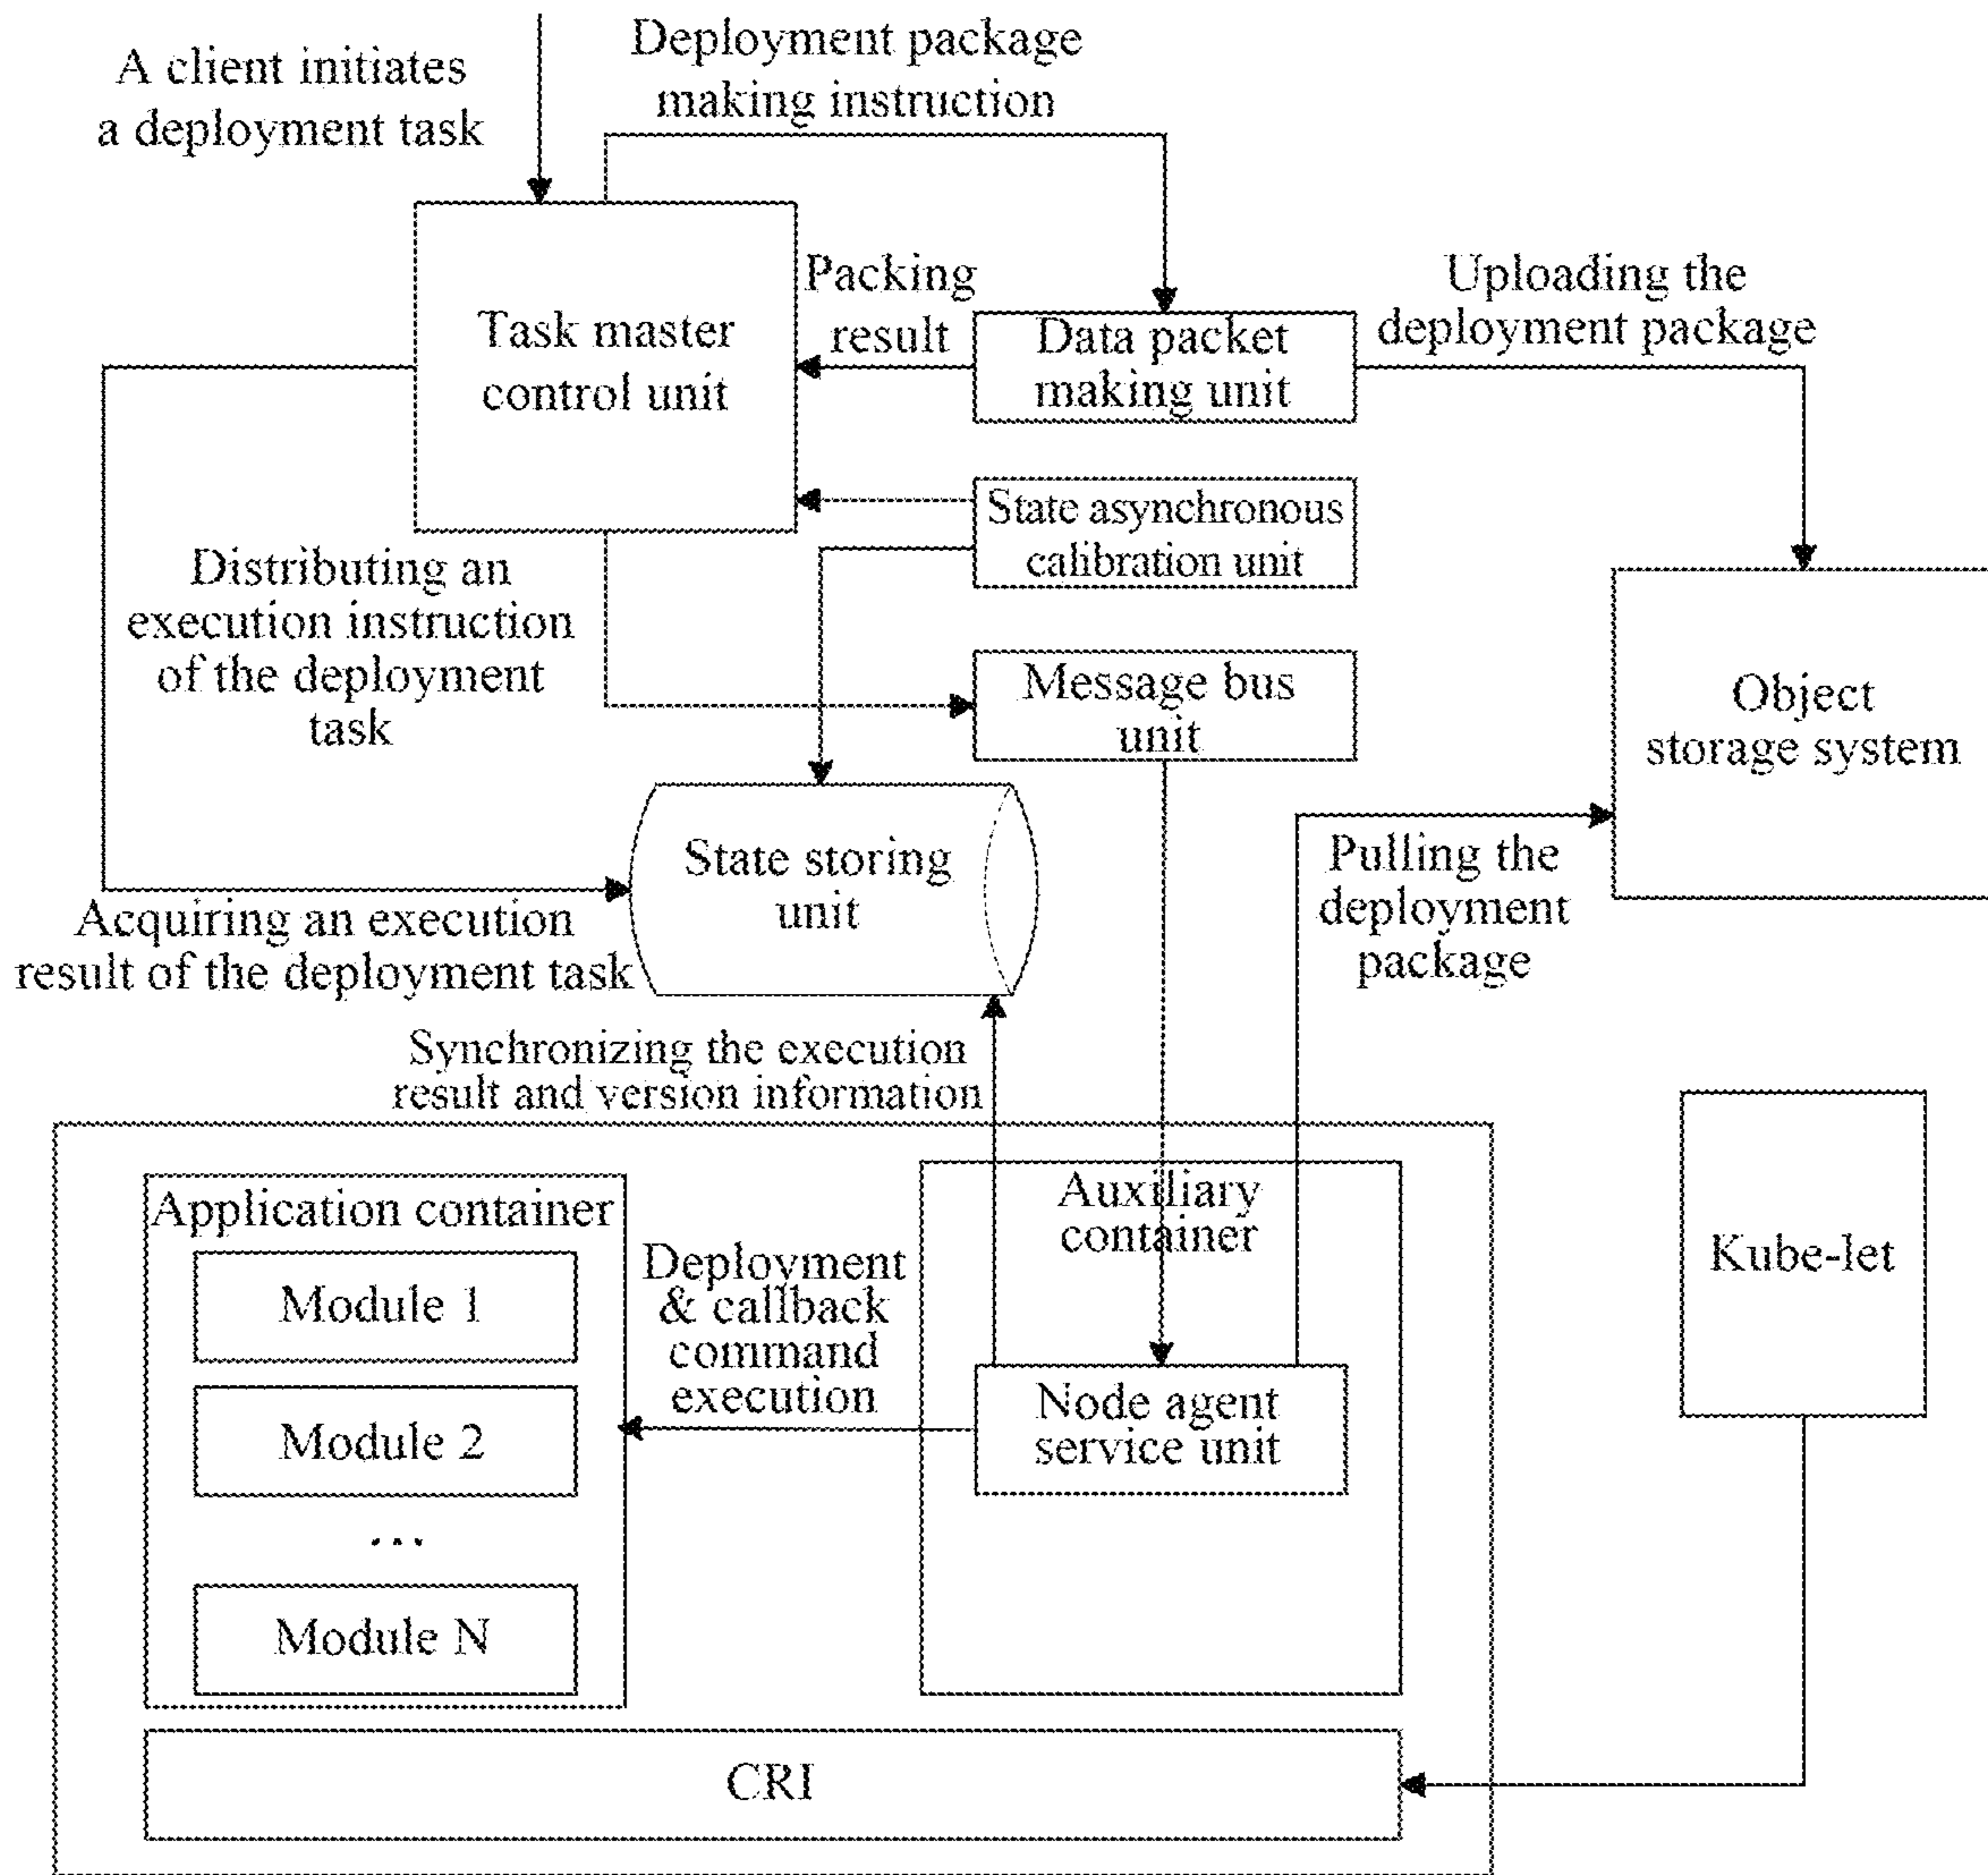 A client initiates
a deployment task
Deployment package
making instruction
Task master
control unit
Packing
result
Data packet
making unit
Uploading the
deployment package
State asynchronous
calibration unit
Distributing an
execution instruction
of the deployment
task
Message bus
unit
Object
storage system
State storing
unit
Pulling the
deployment
package
Acquiring an execution
result of the deployment task
Synchronizing the execution
result and version information
Application container
Module 1
Module 2
...
Module N
Deployment
& callback
command
execution
Auxiliary
container
Node agent
service unit
Kube-let
CRI